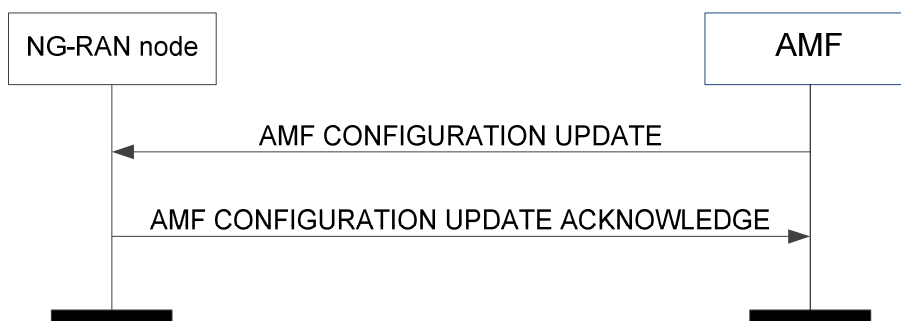 NG-RAN node
AMF
AMF CONFIGURATION UPDATE
AMF CONFIGURATION UPDATE ACKNOWLEDGE